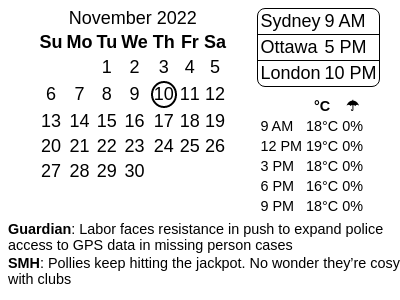 November 2022
Su Mo Tu We Th Fr Sa
1 2 3 4 5
6 7 8 9 10 11 12
13 14 15 16 17 18 19
20 21 22 23 24 25 26
27 28 29 30
Sydney 9 AM
Ottawa 5 PM
London 10 PM
°C ☂
9 AM 18°C 0%
12 PM 19°C 0%
3 PM 18°C 0%
6 PM 16°C 0%
9 PM 18°C 0%
Guardian: Labor faces resistance in push to expand police
access to GPS data in missing person cases
SMH: Pollies keep hitting the jackpot. No wonder they’re cosy
with clubs